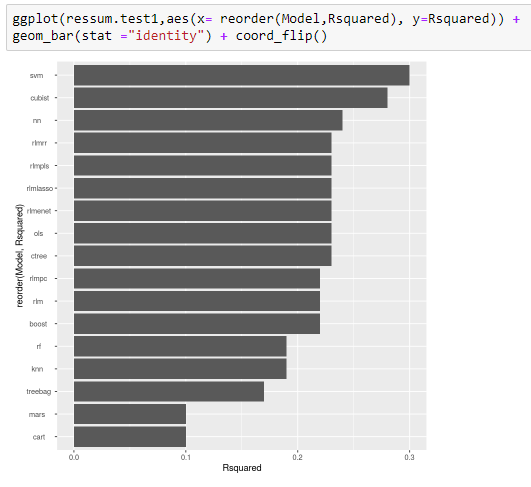 ggplot(ressum.test1,aes(x= reorder(Model,Rsquared), y=Rsquared)) +
geom_bar(stat ="identity") + coord_flip()
svm
cubist
nn
rlmrr
rlmpls
rlmlasso
rlmenet
ols
ctree
rlmpc
rlm
boost
rf
knn
treebag
mars
cart
reorder(Model, Rsquared)
0.0 0.1 0.2 0.3
Rsquared